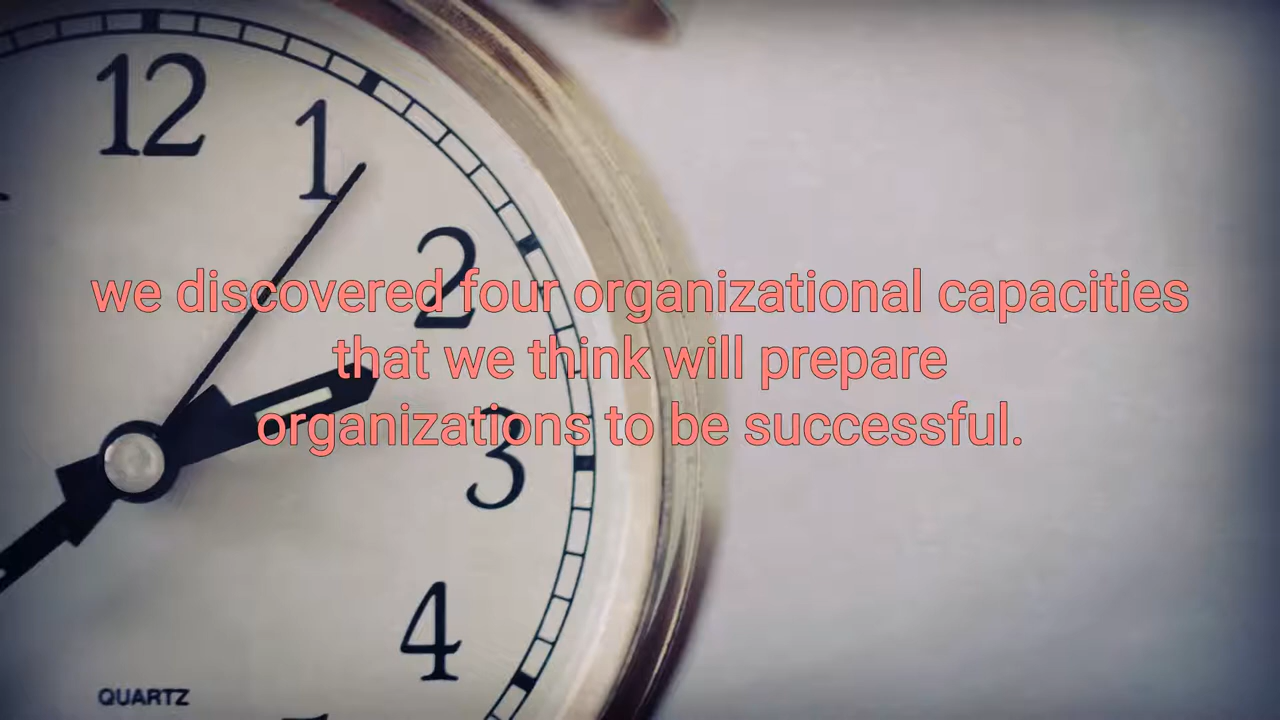 12
1
2
we discovered four organizational capacities
that we think will prepare
organizations to be successful.
3
4
QUARTZ